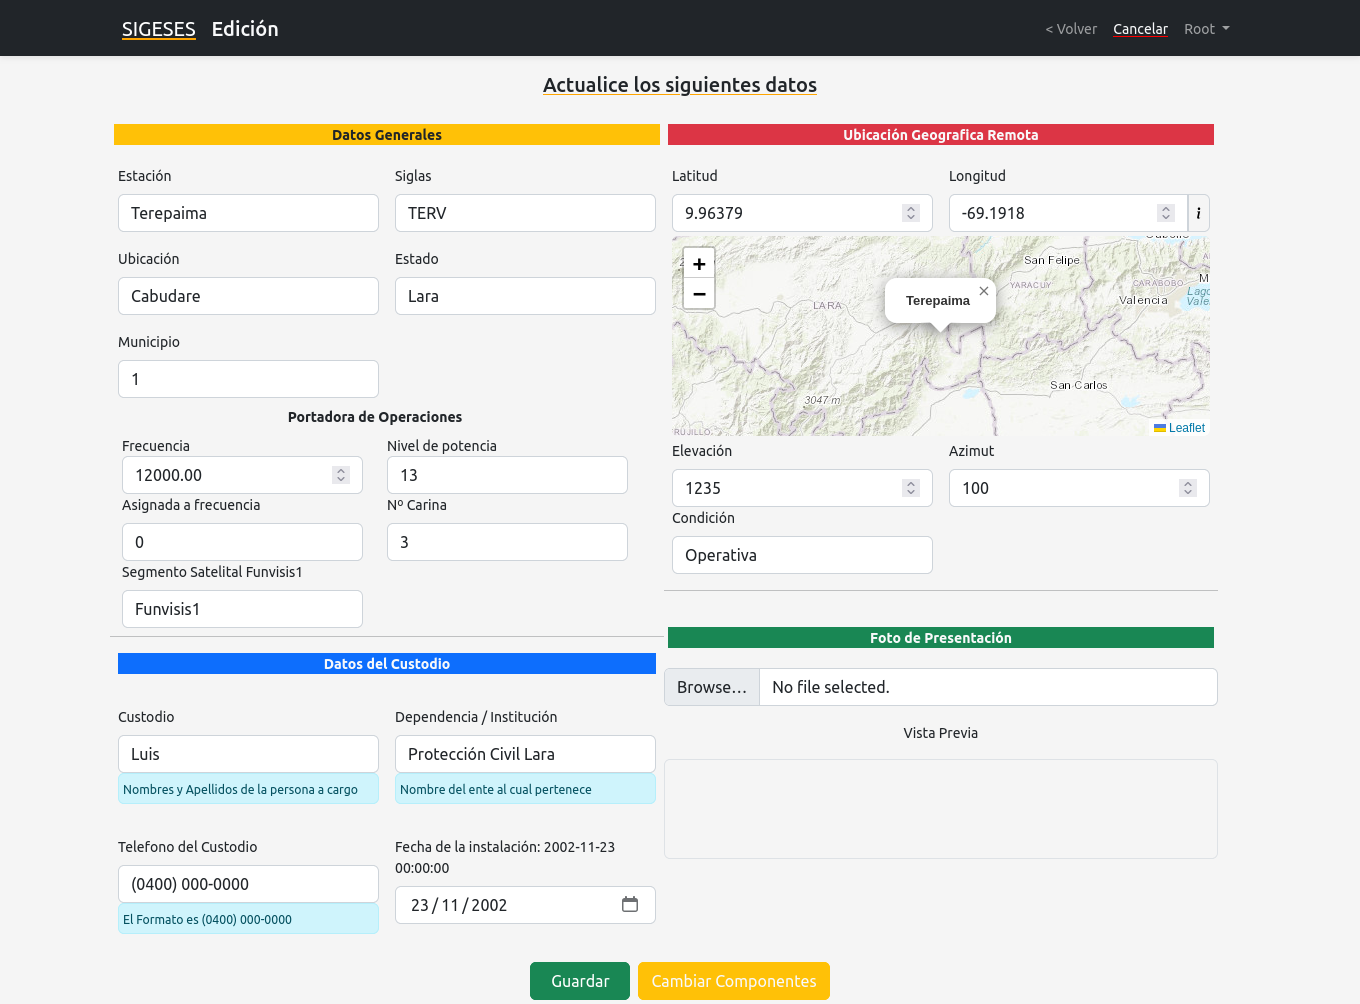 SIGESES Edición < Volver Cancelar Root
Actualice los siguientes datos
Datos Generales
Estación Siglas
Terepaima TERV
Ubicación Estado
Cabudare Lara
Municipio
1
Portadora de Operaciones
Frecuencia Nivel de potencia
12000.00 13
Asignada a frecuencia Nº Carina
0 3
Segmento Satelital Funvisis1
Funvisis1
Datos del Custodio
Custodio Dependencia / Institución
Luis Protección Civil Lara
Nombres y Apellidos de la persona a cargo Nombre del ente al cual pertenece
Telefono del Custodio Fecha de la instalación: 2002-11-23
00:00:00
(0400) 000-0000 23 / 11 / 2002
El Formato es (0400) 000-0000
Ubicación Geografica Remota
Latitud Longitud
9.96379 -69.1918 i
+
−
San Felipe
YARACUY
CARABOBO
Valencia
LARA
Terepaima ×
San Carlos
3047 m
Leaflet
Elevación Azimut
1235 100
Condición
Operativa
Foto de Presentación
Browse... No file selected.
Vista Previa
Guardar Cambiar Componentes